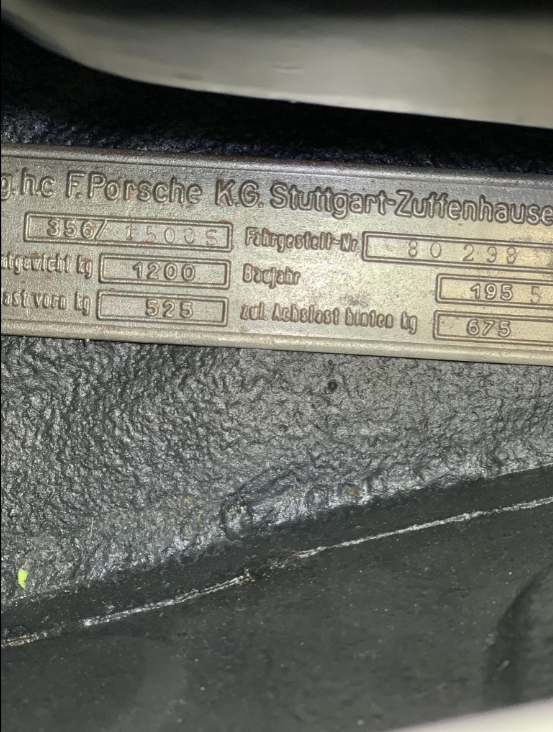 g.h.c F. Porsche K.G. Stuttgart-Zuffenhause
356/ 1500S Fahrgestell-Nr 80 298
tgewicht kg 1200 Baujahr 195 5
ast vorn kg 525 zul. Achslast hinten kg 675